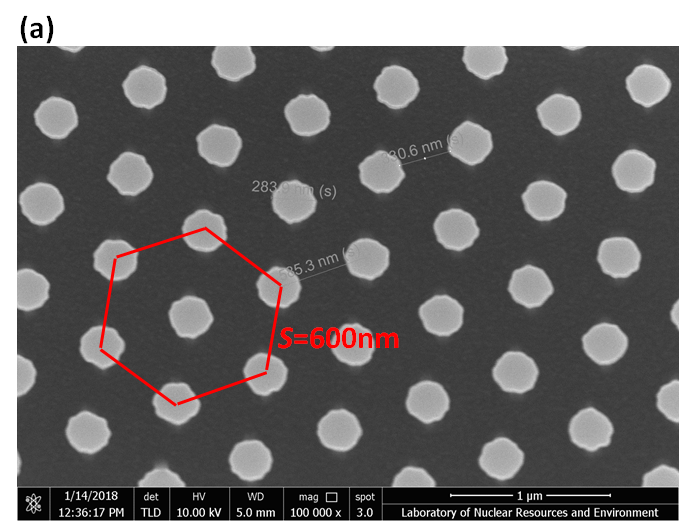 (a)
(s)
283.9 nm (s)
S=600nm
1/14/2018 det HV WD mag spot 1 µm
12:36:17 PM TLD 10.00 kV 5.0 mm 100 000 x 3.0 Laboratory of Nuclear Resources and Environment